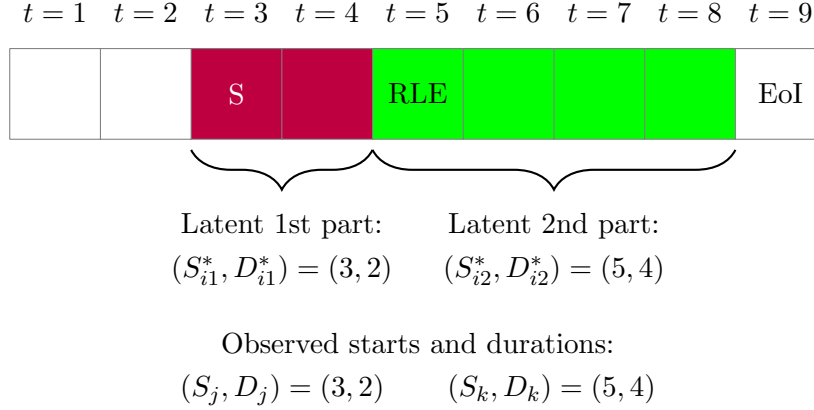 t = 1 t = 2 t = 3 t = 4 t = 5 t = 6 t = 7 t = 8 t = 9
S RLE EoI
Latent 1st part: Latent 2nd part:
(S*_{i1}, D*_{i1}) = (3, 2) (S*_{i2}, D*_{i2}) = (5, 4)
Observed starts and durations:
(S_j, D_j) = (3, 2) (S_k, D_k) = (5, 4)